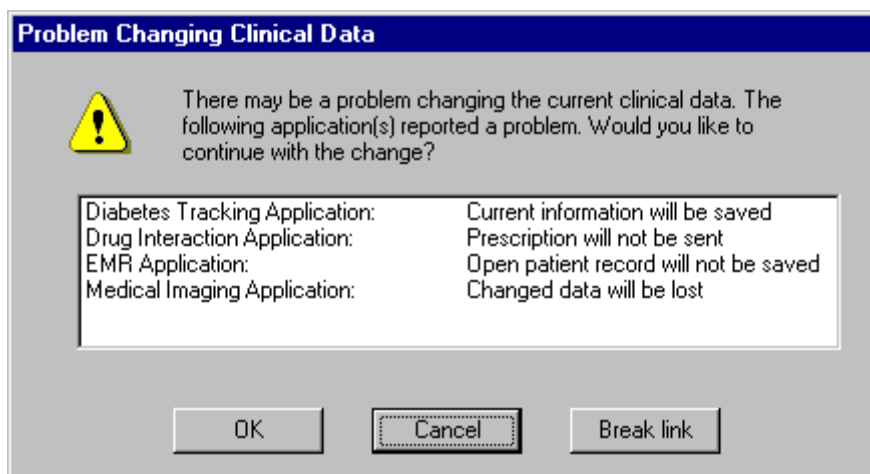 Problem Changing Clinical Data
There may be a problem changing the current clinical data. The
following application(s) reported a problem. Would you like to
continue with the change?
Diabetes Tracking Application: Current information will be saved
Drug Interaction Application: Prescription will not be sent
EMR Application: Open patient record will not be saved
Medical Imaging Application: Changed data will be lost
OK Cancel Break link